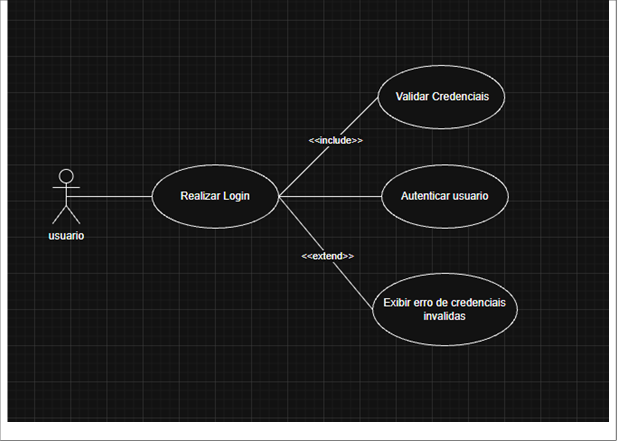 Validar Credenciais
<<include>>
Realizar Login
Autenticar usuario
usuario
<<extend>>
Exibir erro de credenciais
invalidas